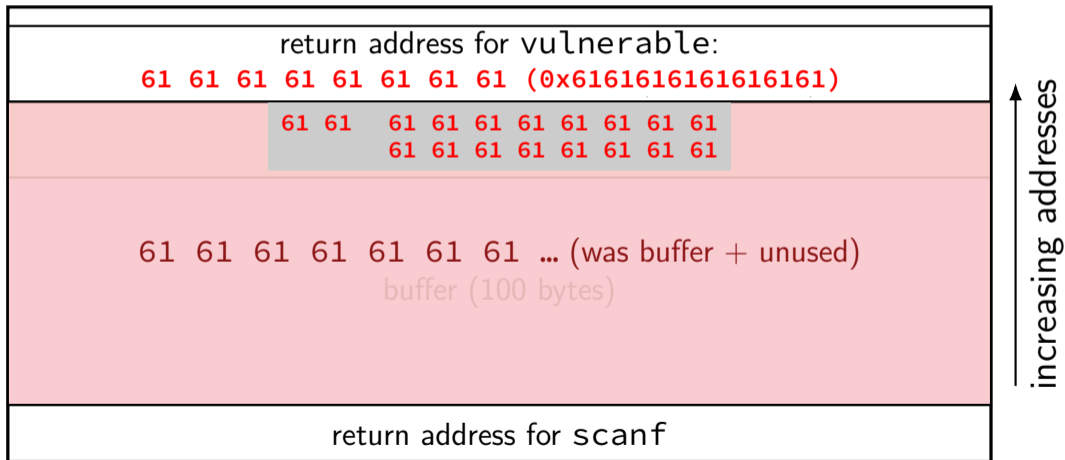 return address for vulnerable:
61 61 61 61 61 61 61 61 (0x6161616161616161)
61 61 61 61 61 61 61 61 61 61
61 61 61 61 61 61 61 61
61 61 61 61 61 61 61 … (was buffer + unused)
buffer (100 bytes)
return address for scanf
increasing addresses